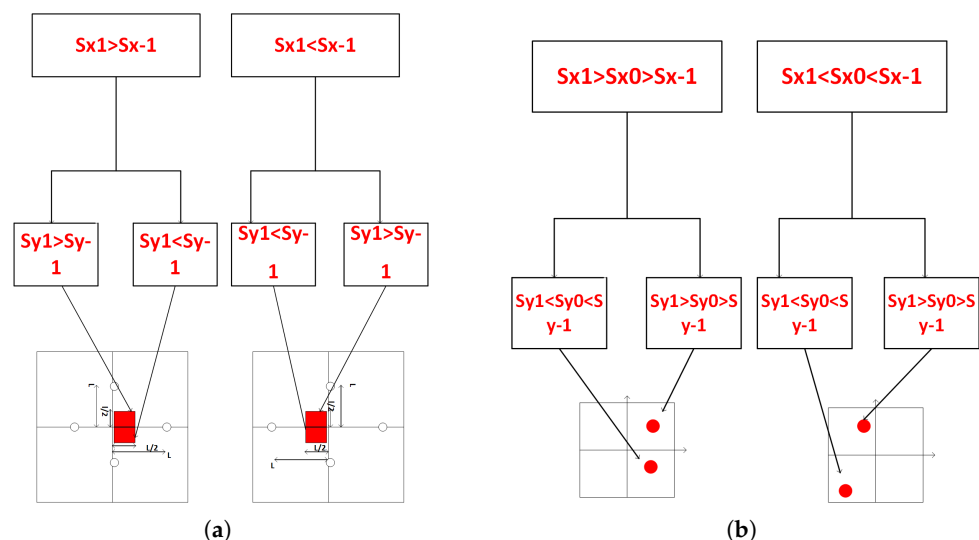 Sx1>Sx-1
Sx1<Sx-1
Sy1>Sy-
1
Sy1<Sy-
1
Sy1<Sy-
1
Sy1>Sy-
1
L
L/2
L/2
L
L
L/2
L/2
L
(a)
Sx1>Sx0>Sx-1
Sx1<Sx0<Sx-1
Sy1<Sy0<S
y-1
Sy1>Sy0>S
y-1
Sy1<Sy0<S
y-1
Sy1>Sy0>S
y-1
(b)